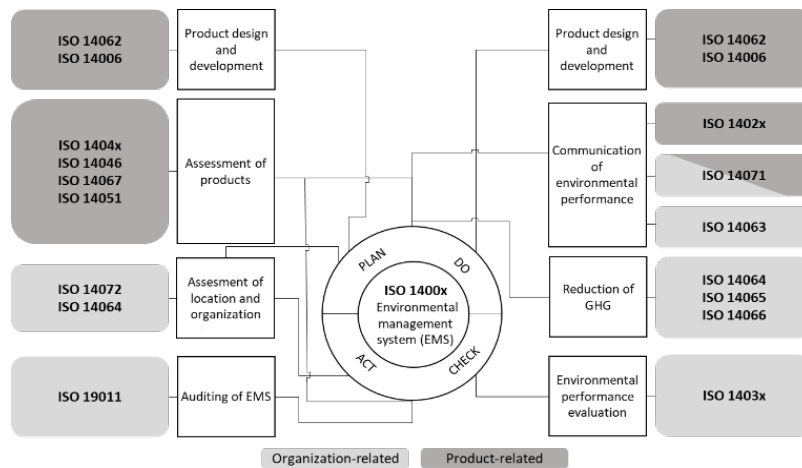 ISO 14062
ISO 14006
Product design
and
development
ISO 1404x
ISO 14046
ISO 14067
ISO 14051
Assessment of
products
ISO 14072
ISO 14064
Assesment of
location and
organization
ISO 19011
Auditing of EMS
PLAN
DO
ISO 1400x
Environmental
management
system (EMS)
ACT
CHECK
Product design
and
development
ISO 14062
ISO 14006
Communication
of
environmental
performance
ISO 1402x
ISO 14071
ISO 14063
Reduction of
GHG
ISO 14064
ISO 14065
ISO 14066
Environmental
performance
evaluation
ISO 1403x
Organization-related
Product-related